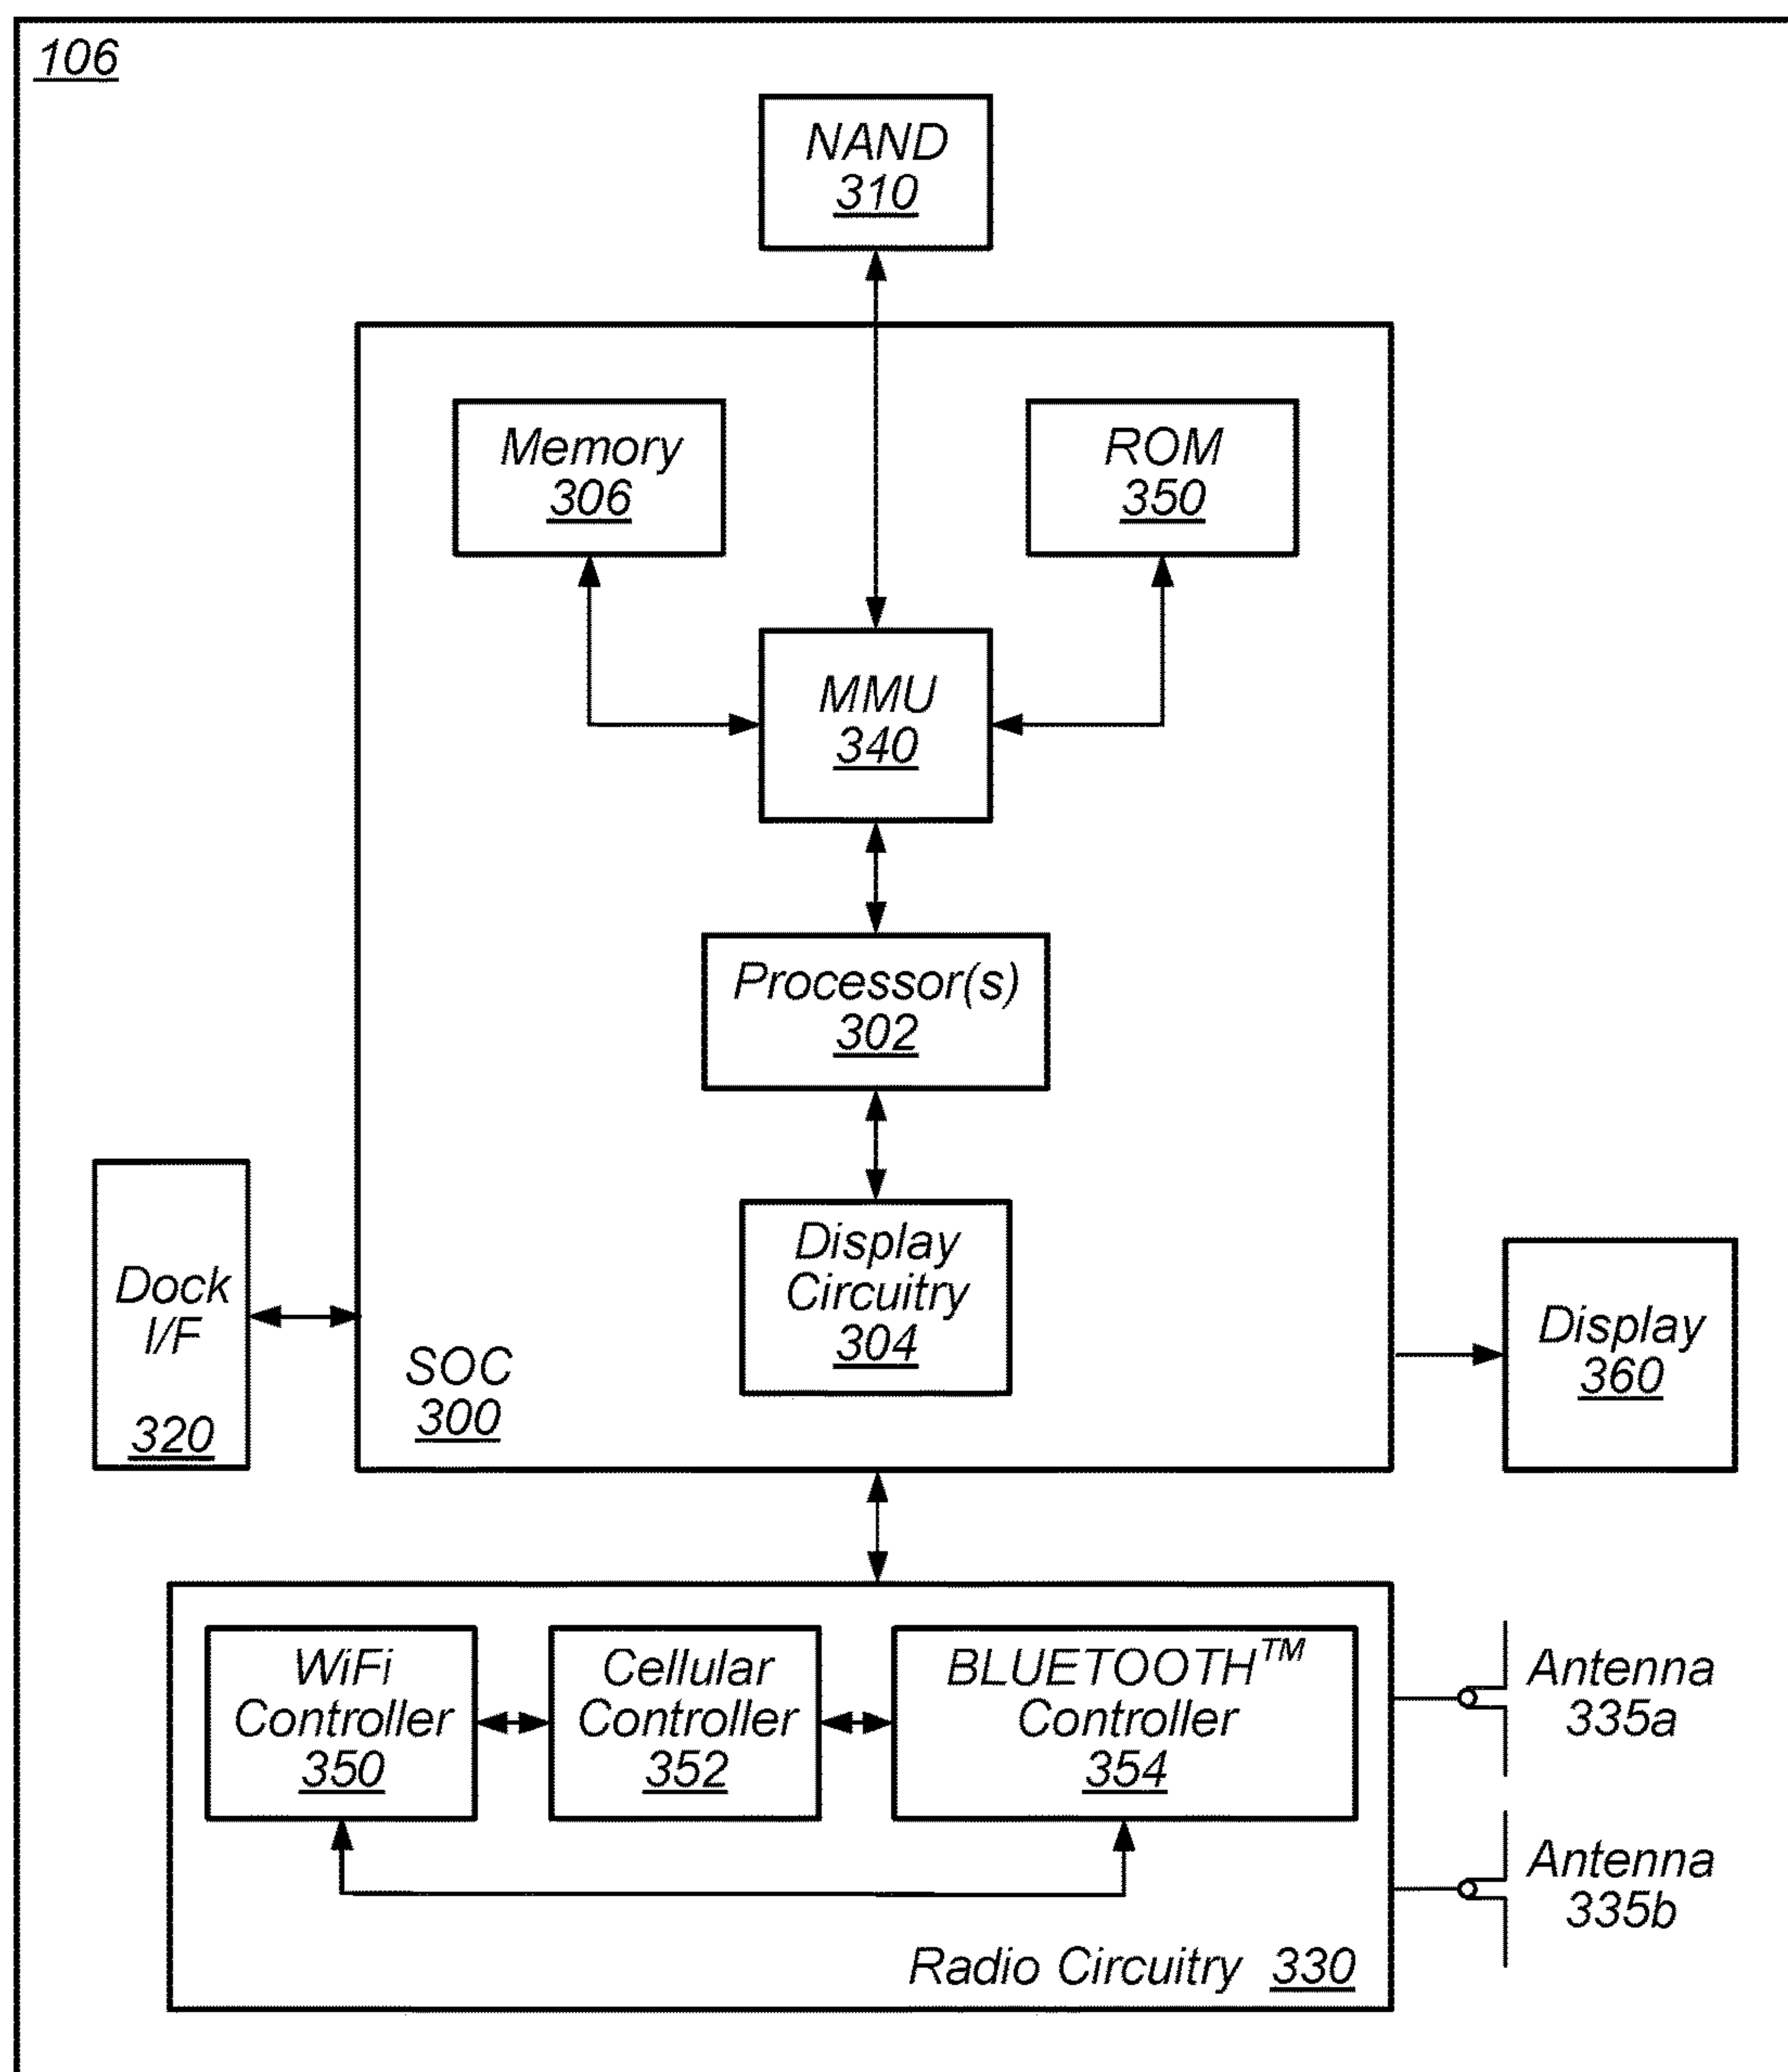 106
NAND
310
Memory
306
ROM
350
MMU
340
Processor(s)
302
Display
Circuitry
304
Dock
I/F
320
SOC
300
Display
360
WiFi
Controller
350
Cellular
Controller
352
BLUETOOTH™
Controller
354
Antenna
335a
Antenna
335b
Radio Circuitry 330